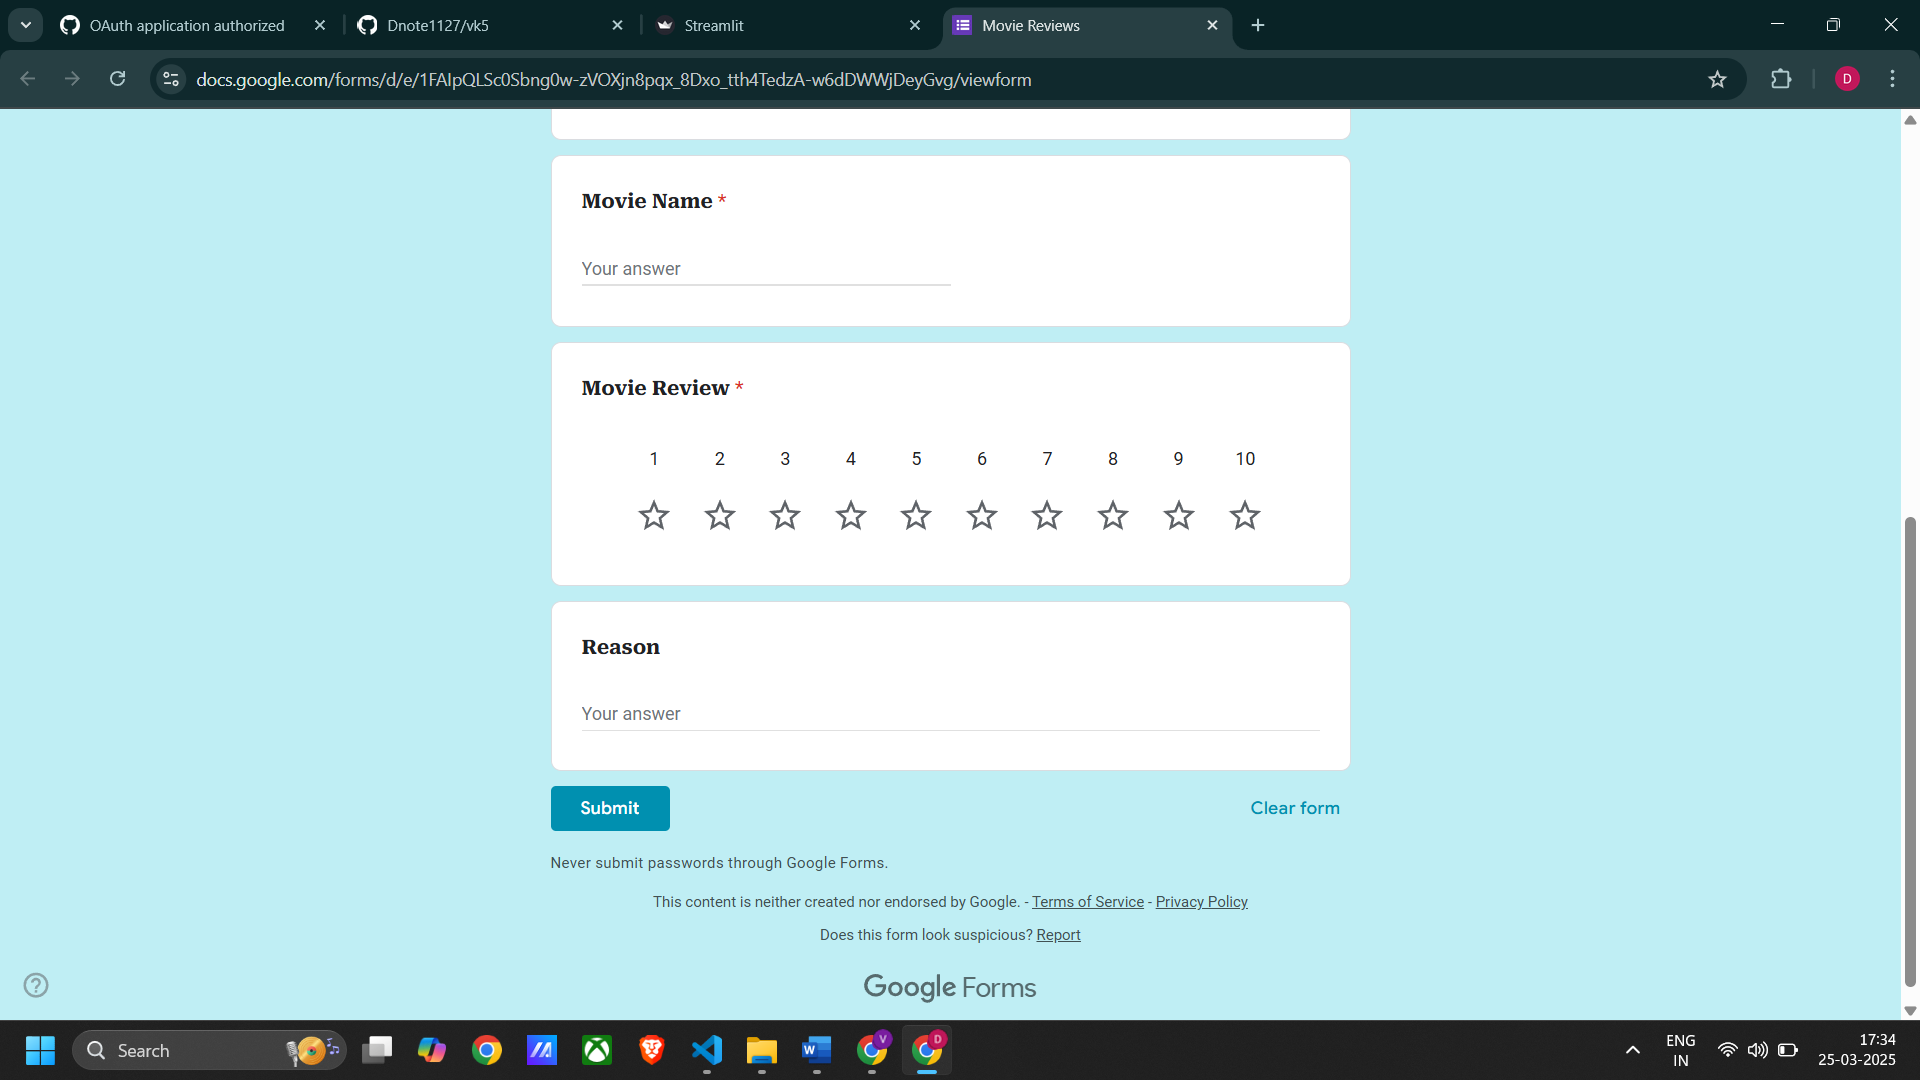 OAuth application authorized
Dnote1127/vk5
Streamlit
Movie Reviews
docs.google.com/forms/d/e/1FAIpQLSc0Sbng0w-zVOXjn8pqx_8Dxo_tth4TedzA-w6dDWWjDeyGvg/viewform
D
Movie Name *
Your answer
Movie Review *
1 2 3 4 5 6 7 8 9 10
Reason
Your answer
Submit
Clear form
Never submit passwords through Google Forms.
This content is neither created nor endorsed by Google. - Terms of Service - Privacy Policy
Does this form look suspicious? Report
Google Forms
Search
W
V
D
ENG
IN
17:34
25-03-2025